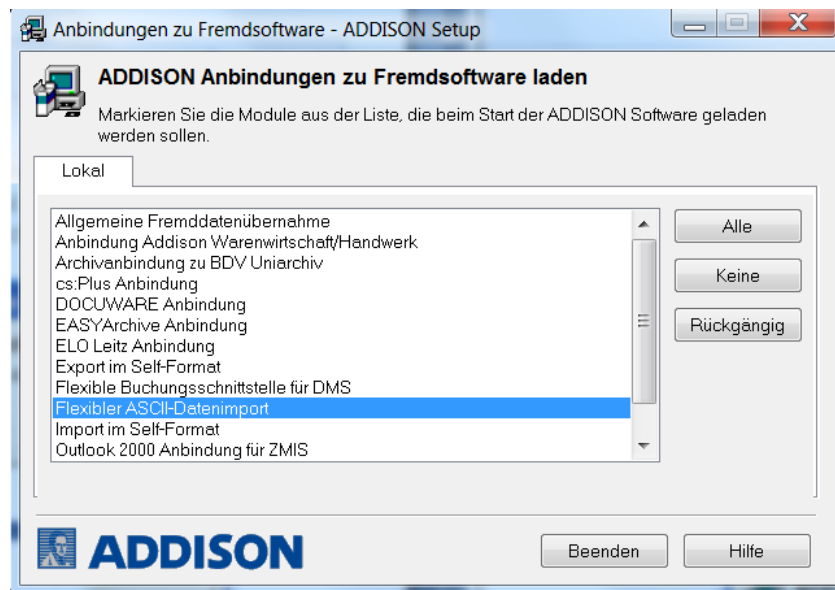 Anbindungen zu Fremdsoftware - ADDISON Setup
ADDISON Anbindungen zu Fremdsoftware laden
Markieren Sie die Module aus der Liste, die beim Start der ADDISON Software geladen
werden sollen.
Lokal
Allgemeine Fremddatenübernahme
Anbindung Addison Warenwirtschaft/Handwerk
Archivanbindung zu BDV Uniarchiv
cs:Plus Anbindung
DOCUWARE Anbindung
EASYArchive Anbindung
ELO Leitz Anbindung
Export im Self-Format
Flexible Buchungsschnittstelle für DMS
Flexibler ASCII-Datenimport
Import im Self-Format
Outlook 2000 Anbindung für ZMIS
Alle
Keine
Rückgängig
ADDISON
Beenden
Hilfe